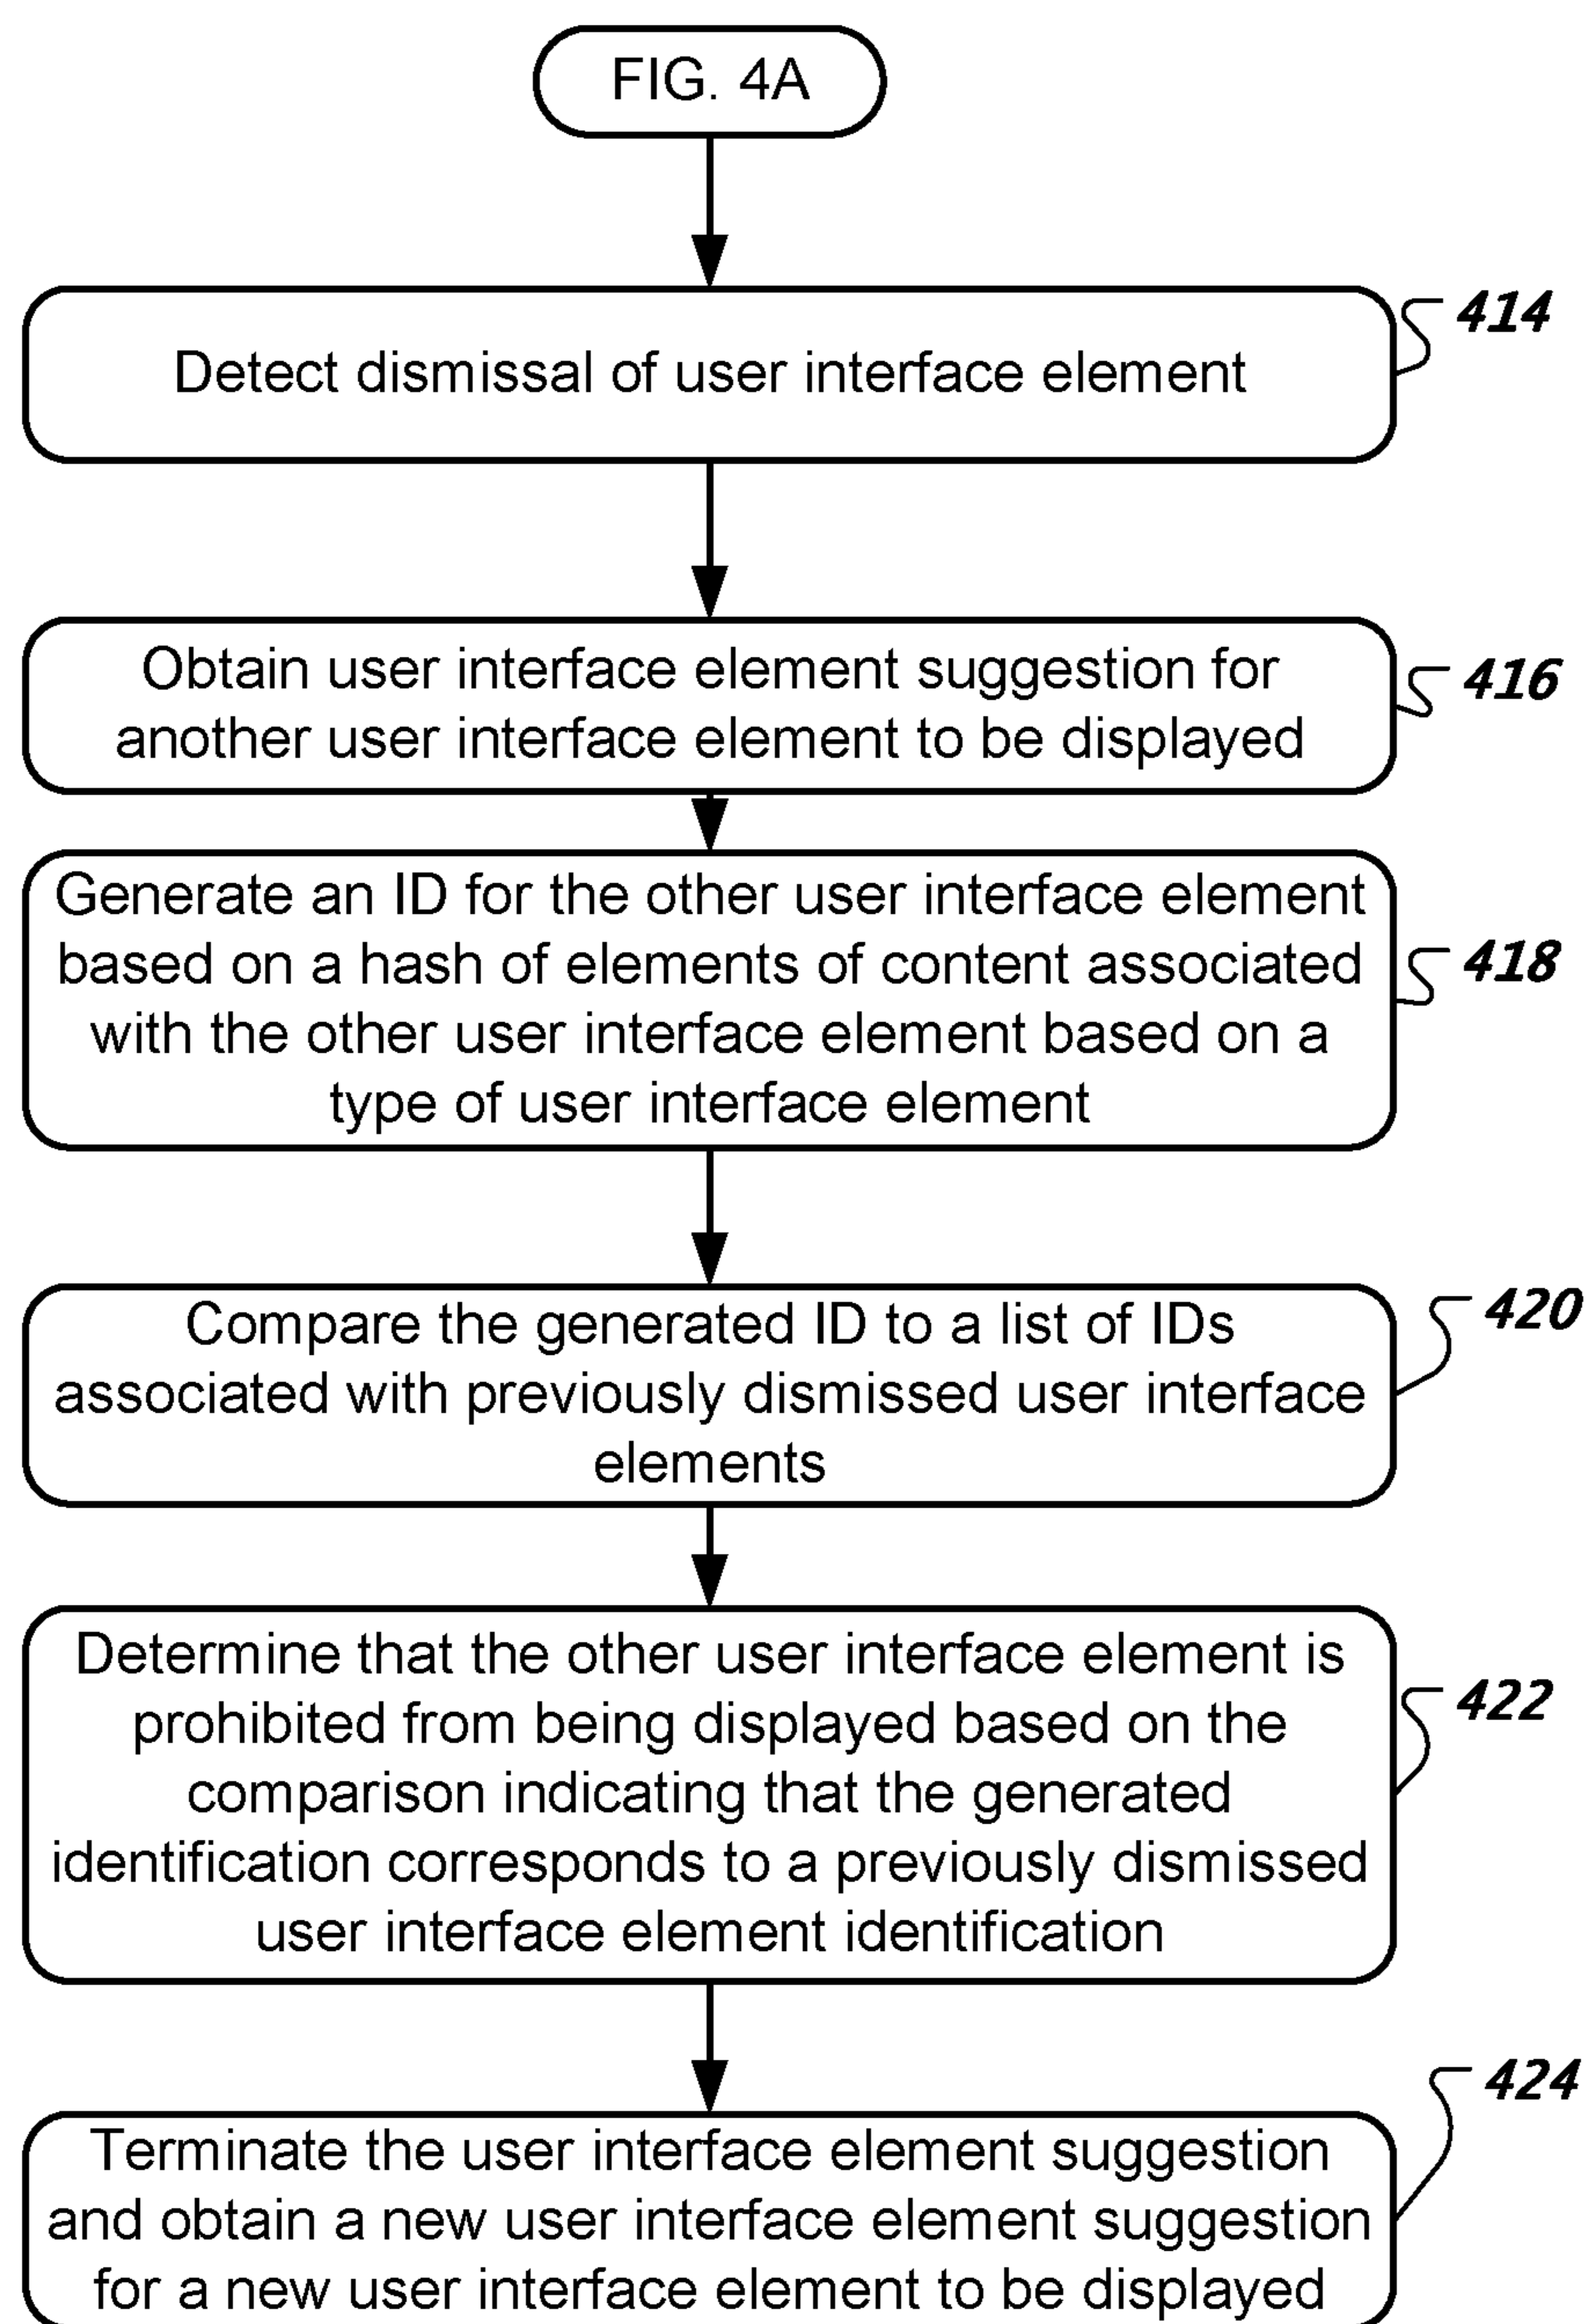 FIG. 4A
414
Detect dismissal of user interface element
Obtain user interface element suggestion for
another user interface element to be displayed
416
Generate an ID for the other user interface element
based on a hash of elements of content associated
with the other user interface element based on a
type of user interface element
418
Compare the generated ID to a list of IDs
associated with previously dismissed user interface
elements
420
Determine that the other user interface element is
prohibited from being displayed based on the
comparison indicating that the generated
identification corresponds to a previously dismissed
user interface element identification
422
Terminate the user interface element suggestion
and obtain a new user interface element suggestion
for a new user interface element to be displayed
424